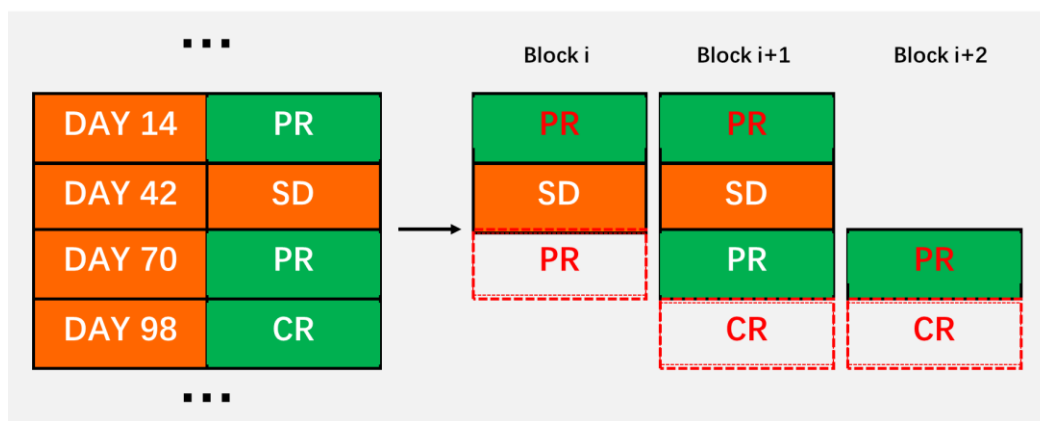 ...
Block i Block i+1 Block i+2
DAY 14 PR PR PR
DAY 42 SD SD SD
DAY 70 PR PR PR PR
DAY 98 CR CR CR
...